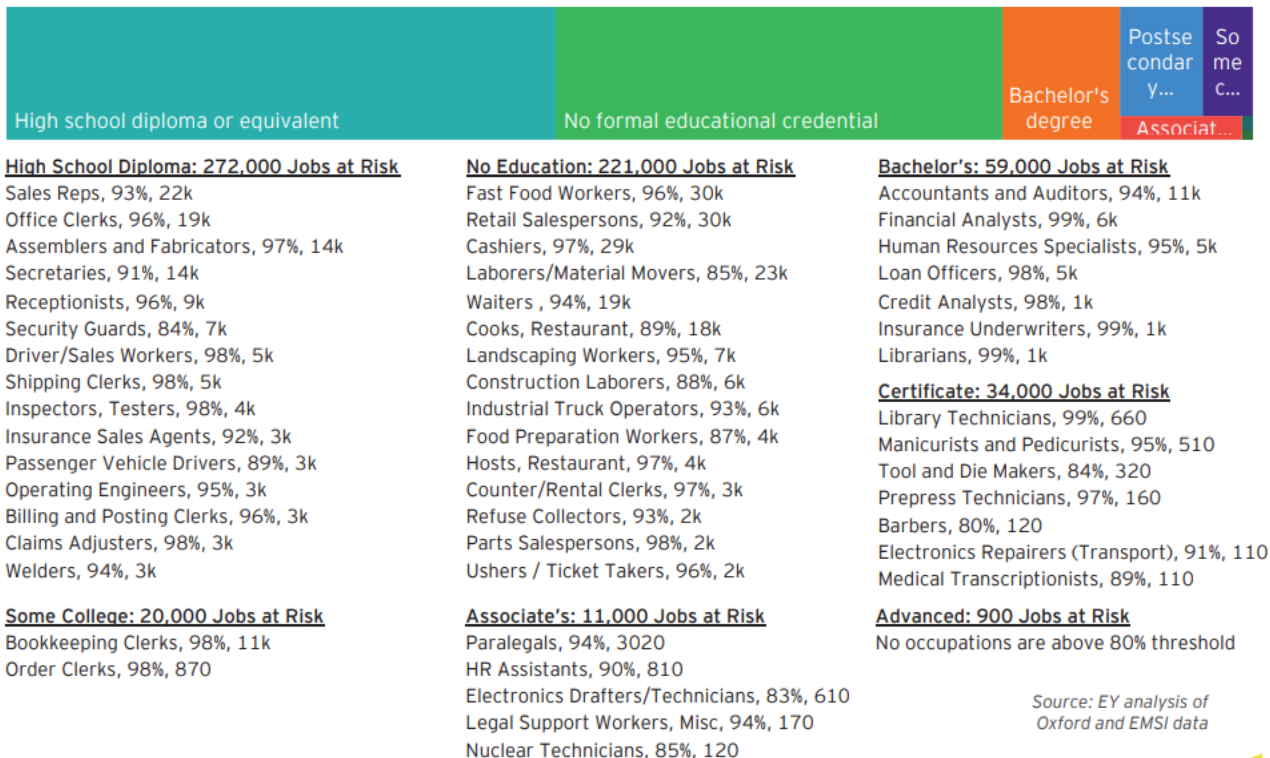 High school diploma or equivalent
No formal educational credential
Bachelor's
degree
Postse
condar
y...
So
me
c...
Associat...
High School Diploma: 272,000 Jobs at Risk
Sales Reps, 93%, 22k
Office Clerks, 96%, 19k
Assemblers and Fabricators, 97%, 14k
Secretaries, 91%, 14k
Receptionists, 96%, 9k
Security Guards, 84%, 7k
Driver/Sales Workers, 98%, 5k
Shipping Clerks, 98%, 5k
Inspectors, Testers, 98%, 4k
Insurance Sales Agents, 92%, 3k
Passenger Vehicle Drivers, 89%, 3k
Operating Engineers, 95%, 3k
Billing and Posting Clerks, 96%, 3k
Claims Adjusters, 98%, 3k
Welders, 94%, 3k
Some College: 20,000 Jobs at Risk
Bookkeeping Clerks, 98%, 11k
Order Clerks, 98%, 870
No Education: 221,000 Jobs at Risk
Fast Food Workers, 96%, 30k
Retail Salespersons, 92%, 30k
Cashiers, 97%, 29k
Laborers/Material Movers, 85%, 23k
Waiters , 94%, 19k
Cooks, Restaurant, 89%, 18k
Landscaping Workers, 95%, 7k
Construction Laborers, 88%, 6k
Industrial Truck Operators, 93%, 6k
Food Preparation Workers, 87%, 4k
Hosts, Restaurant, 97%, 4k
Counter/Rental Clerks, 97%, 3k
Refuse Collectors, 93%, 2k
Parts Salespersons, 98%, 2k
Ushers / Ticket Takers, 96%, 2k
Associate's: 11,000 Jobs at Risk
Paralegals, 94%, 3020
HR Assistants, 90%, 810
Electronics Drafters/Technicians, 83%, 610
Legal Support Workers, Misc, 94%, 170
Nuclear Technicians, 85%, 120
Bachelor's: 59,000 Jobs at Risk
Accountants and Auditors, 94%, 11k
Financial Analysts, 99%, 6k
Human Resources Specialists, 95%, 5k
Loan Officers, 98%, 5k
Credit Analysts, 98%, 1k
Insurance Underwriters, 99%, 1k
Librarians, 99%, 1k
Certificate: 34,000 Jobs at Risk
Library Technicians, 99%, 660
Manicurists and Pedicurists, 95%, 510
Tool and Die Makers, 84%, 320
Prepress Technicians, 97%, 160
Barbers, 80%, 120
Electronics Repairers (Transport), 91%, 110
Medical Transcriptionists, 89%, 110
Advanced: 900 Jobs at Risk
No occupations are above 80% threshold
Source: EY analysis of
Oxford and EMSI data